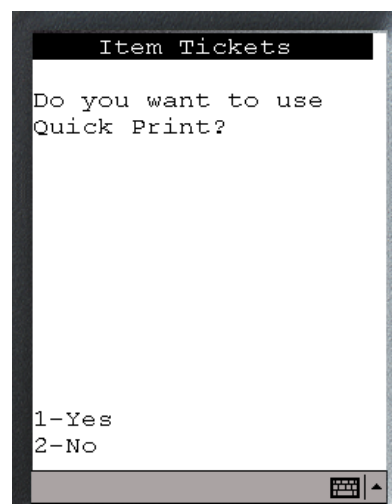 Item Tickets
Do you want to use
Quick Print?
1-Yes
2-No